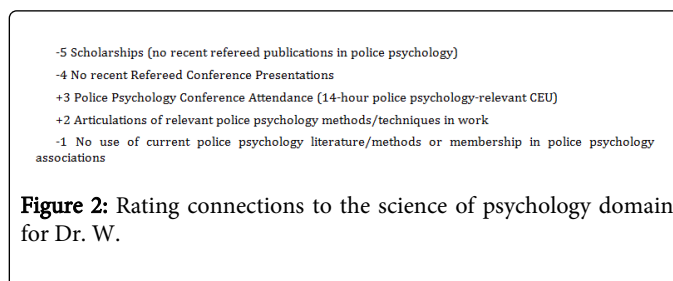 -5 Scholarships (no recent refereed publications in police psychology)
-4 No recent Refereed Conference Presentations
+3 Police Psychology Conference Attendance (14-hour police psychology-relevant CEU)
+2 Articulations of relevant police psychology methods/techniques in work
-1 No use of current police psychology literature/methods or membership in police psychology
associations
Figure 2: Rating connections to the science of psychology domain
for Dr. W.